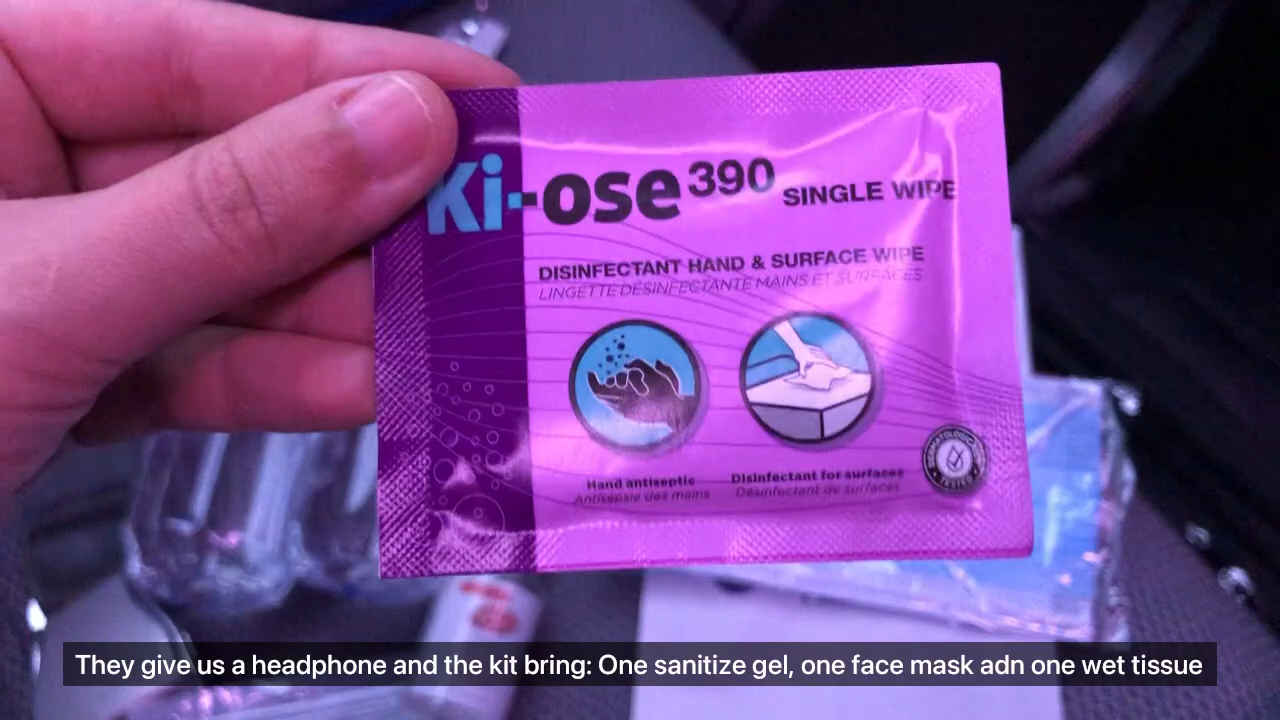 Ki-ose 390 SINGLE WIPE
DISINFECTANT HAND & SURFACE WIPE
LINGETTE DÉSINFECTANTE MAINS ET SURFACES
Hand antiseptic
Antisepsie des mains
Disinfectant for surfaces
Désinfectant de surfaces
TESTED
They give us a headphone and the kit bring: One sanitize gel, one face mask adn one wet tissue